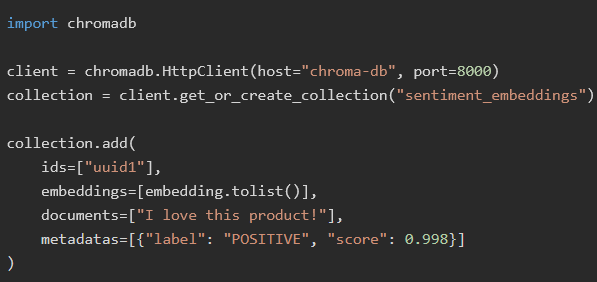 import chromadb
client = chromadb.HttpClient(host="chroma-db", port=8000)
collection = client.get_or_create_collection("sentiment_embeddings")
collection.add(
    ids=["uuid1"],
    embeddings=[embedding.tolist()],
    documents=["I love this product!"],
    metadatas=[{"label": "POSITIVE", "score": 0.998}]
)